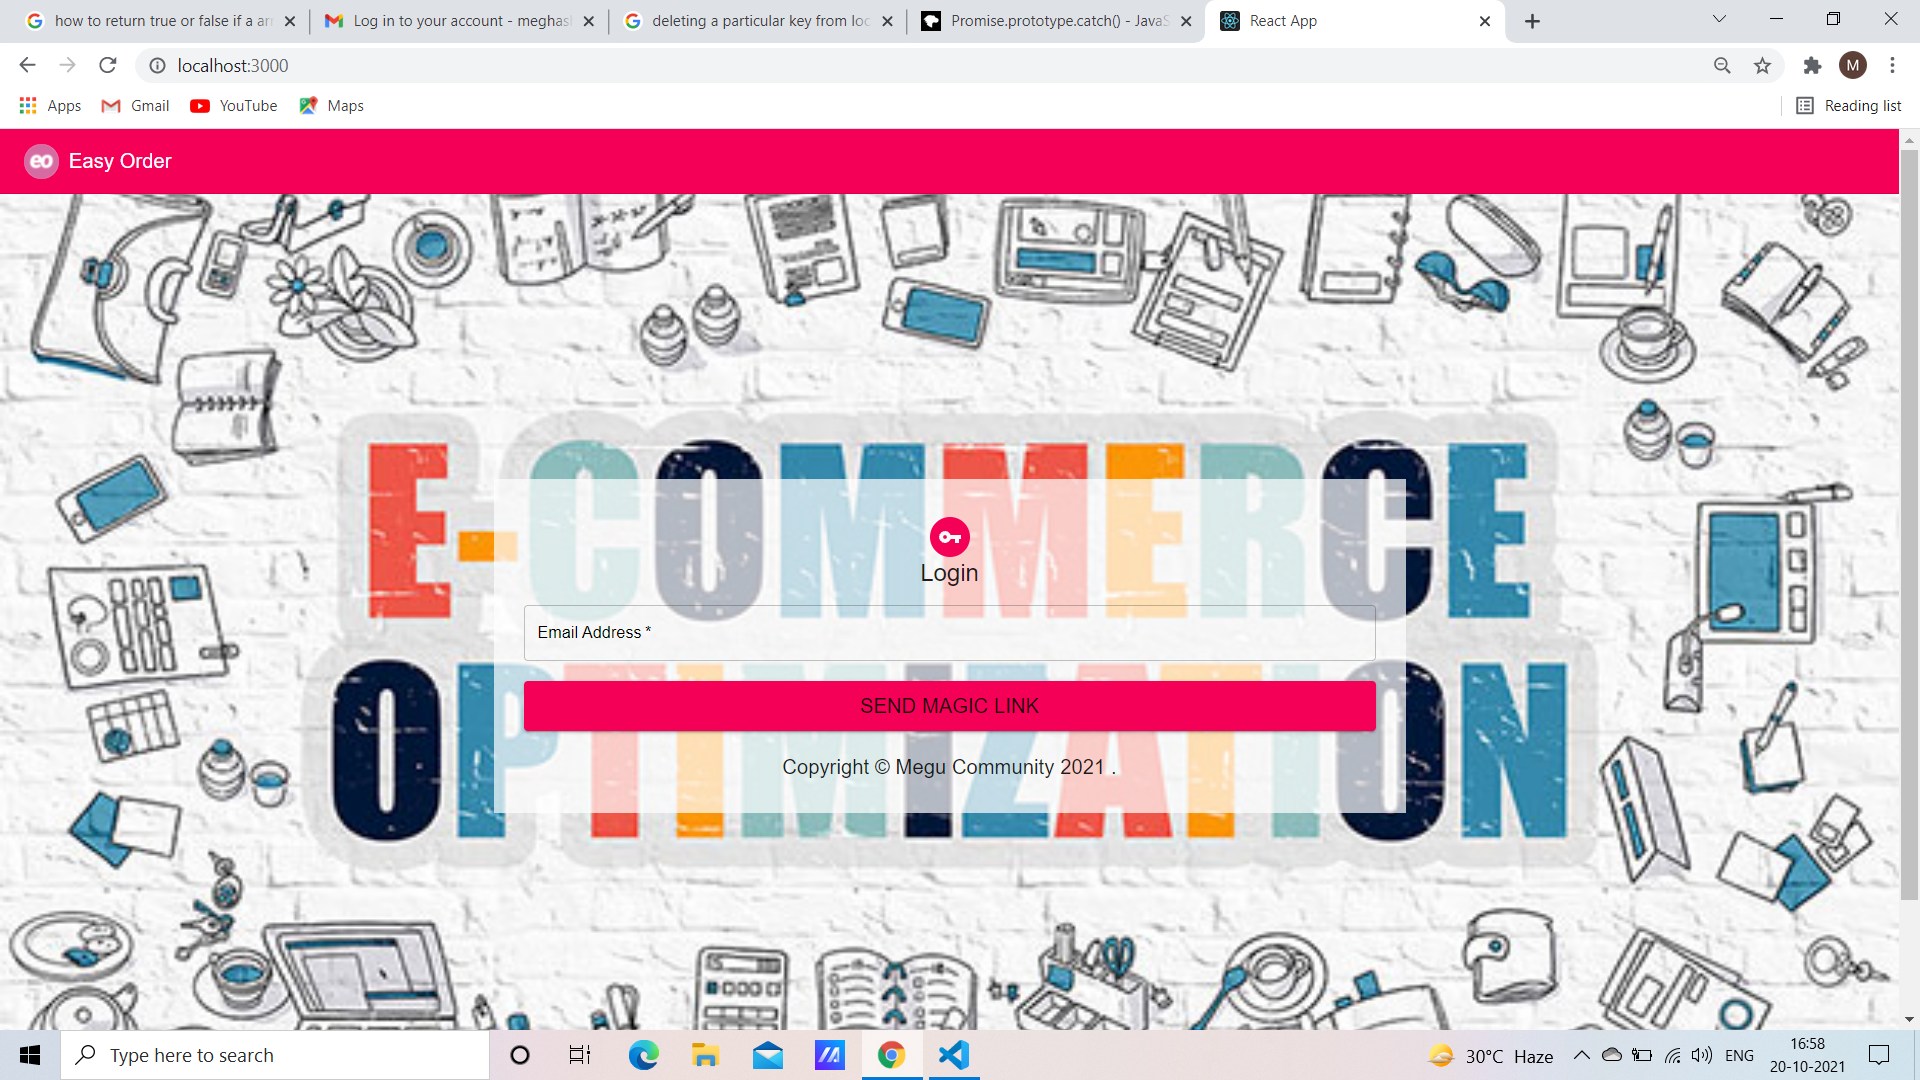 how to return true or false if a arr
Log in to your account - meghas
deleting a particular key from loc
Promise.prototype.catch() - JavaS
React App
localhost:3000
M
Apps
Gmail
YouTube
Maps
Reading list
eo Easy Order
E-COMMERCE
OPTIMIZATION
Login
Email Address *
SEND MAGIC LINK
Copyright © Megu Community 2021 .
Type here to search
30°C Haze
ENG
16:58
20-10-2021